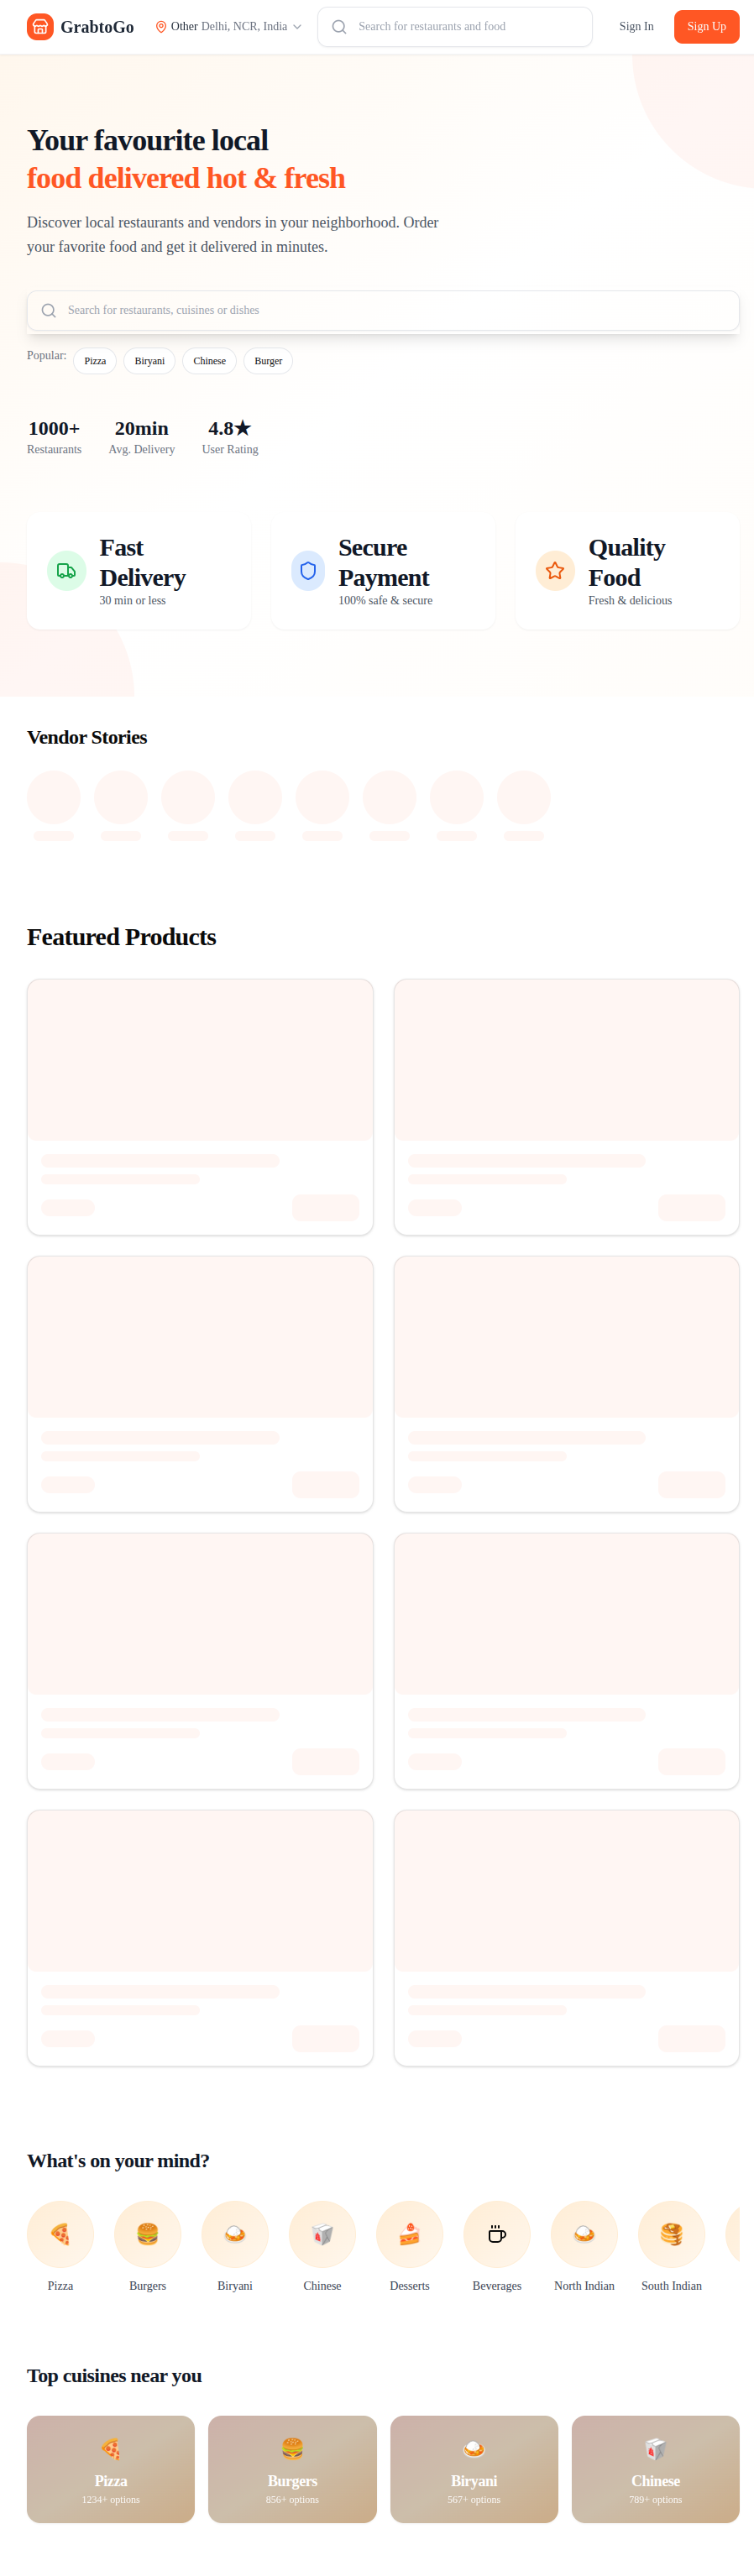 GrabtoGo
Other Delhi, NCR, India
Search for restaurants and food
Sign In
Sign Up
Your favourite local
food delivered hot & fresh
Discover local restaurants and vendors in your neighborhood. Order
your favorite food and get it delivered in minutes.
Search for restaurants, cuisines or dishes
Popular:
Pizza
Biryani
Chinese
Burger
1000+
Restaurants
20min
Avg. Delivery
4.8★
User Rating
Fast
Delivery
30 min or less
Secure
Payment
100% safe & secure
Quality
Food
Fresh & delicious
Vendor Stories
Featured Products
What's on your mind?
Pizza
Burgers
Biryani
Chinese
Desserts
Beverages
North Indian
South Indian
Top cuisines near you
Pizza
1234+ options
Burgers
856+ options
Biryani
567+ options
Chinese
789+ options